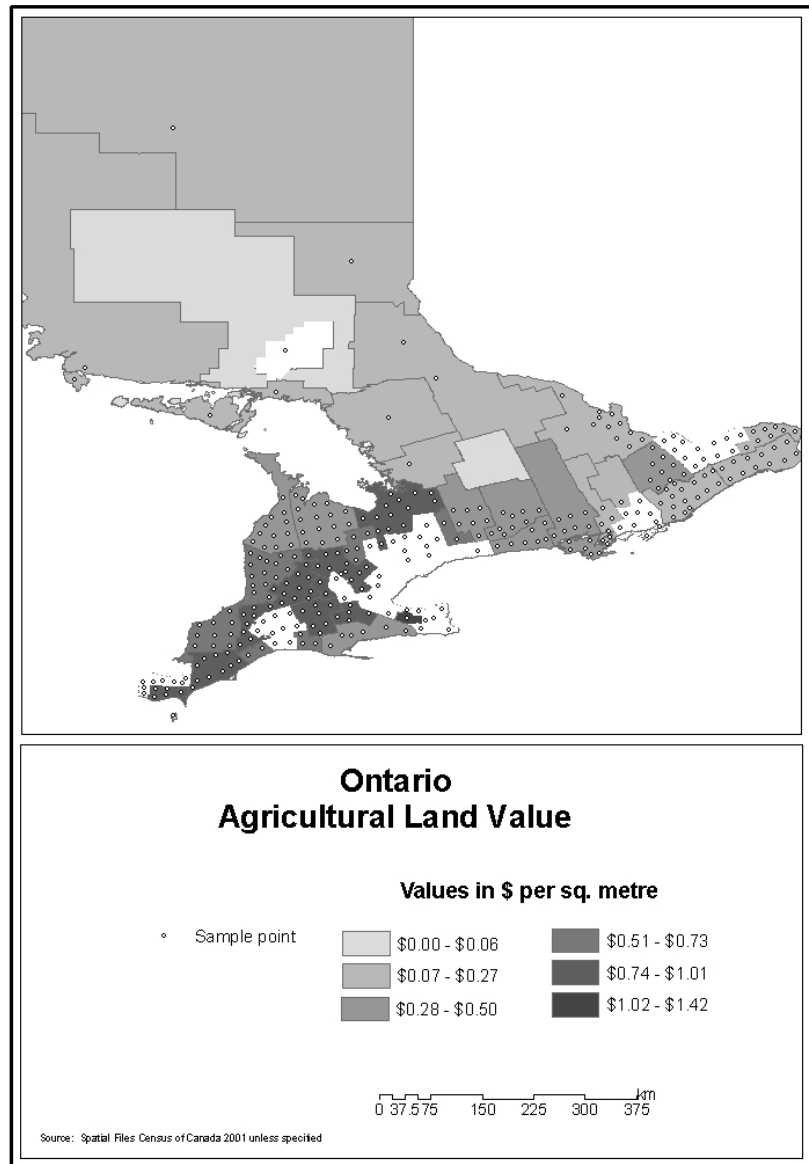 Ontario
Agricultural Land Value
Values in $ per sq. metre
Sample point
$0.00 - $0.06
$0.07 - $0.27
$0.28 - $0.50
$0.51 - $0.73
$0.74 - $1.01
$1.02 - $1.42
km
0 37.575 150 225 300 375
Source: Spatial Files Census of Canada 2001 unless specified